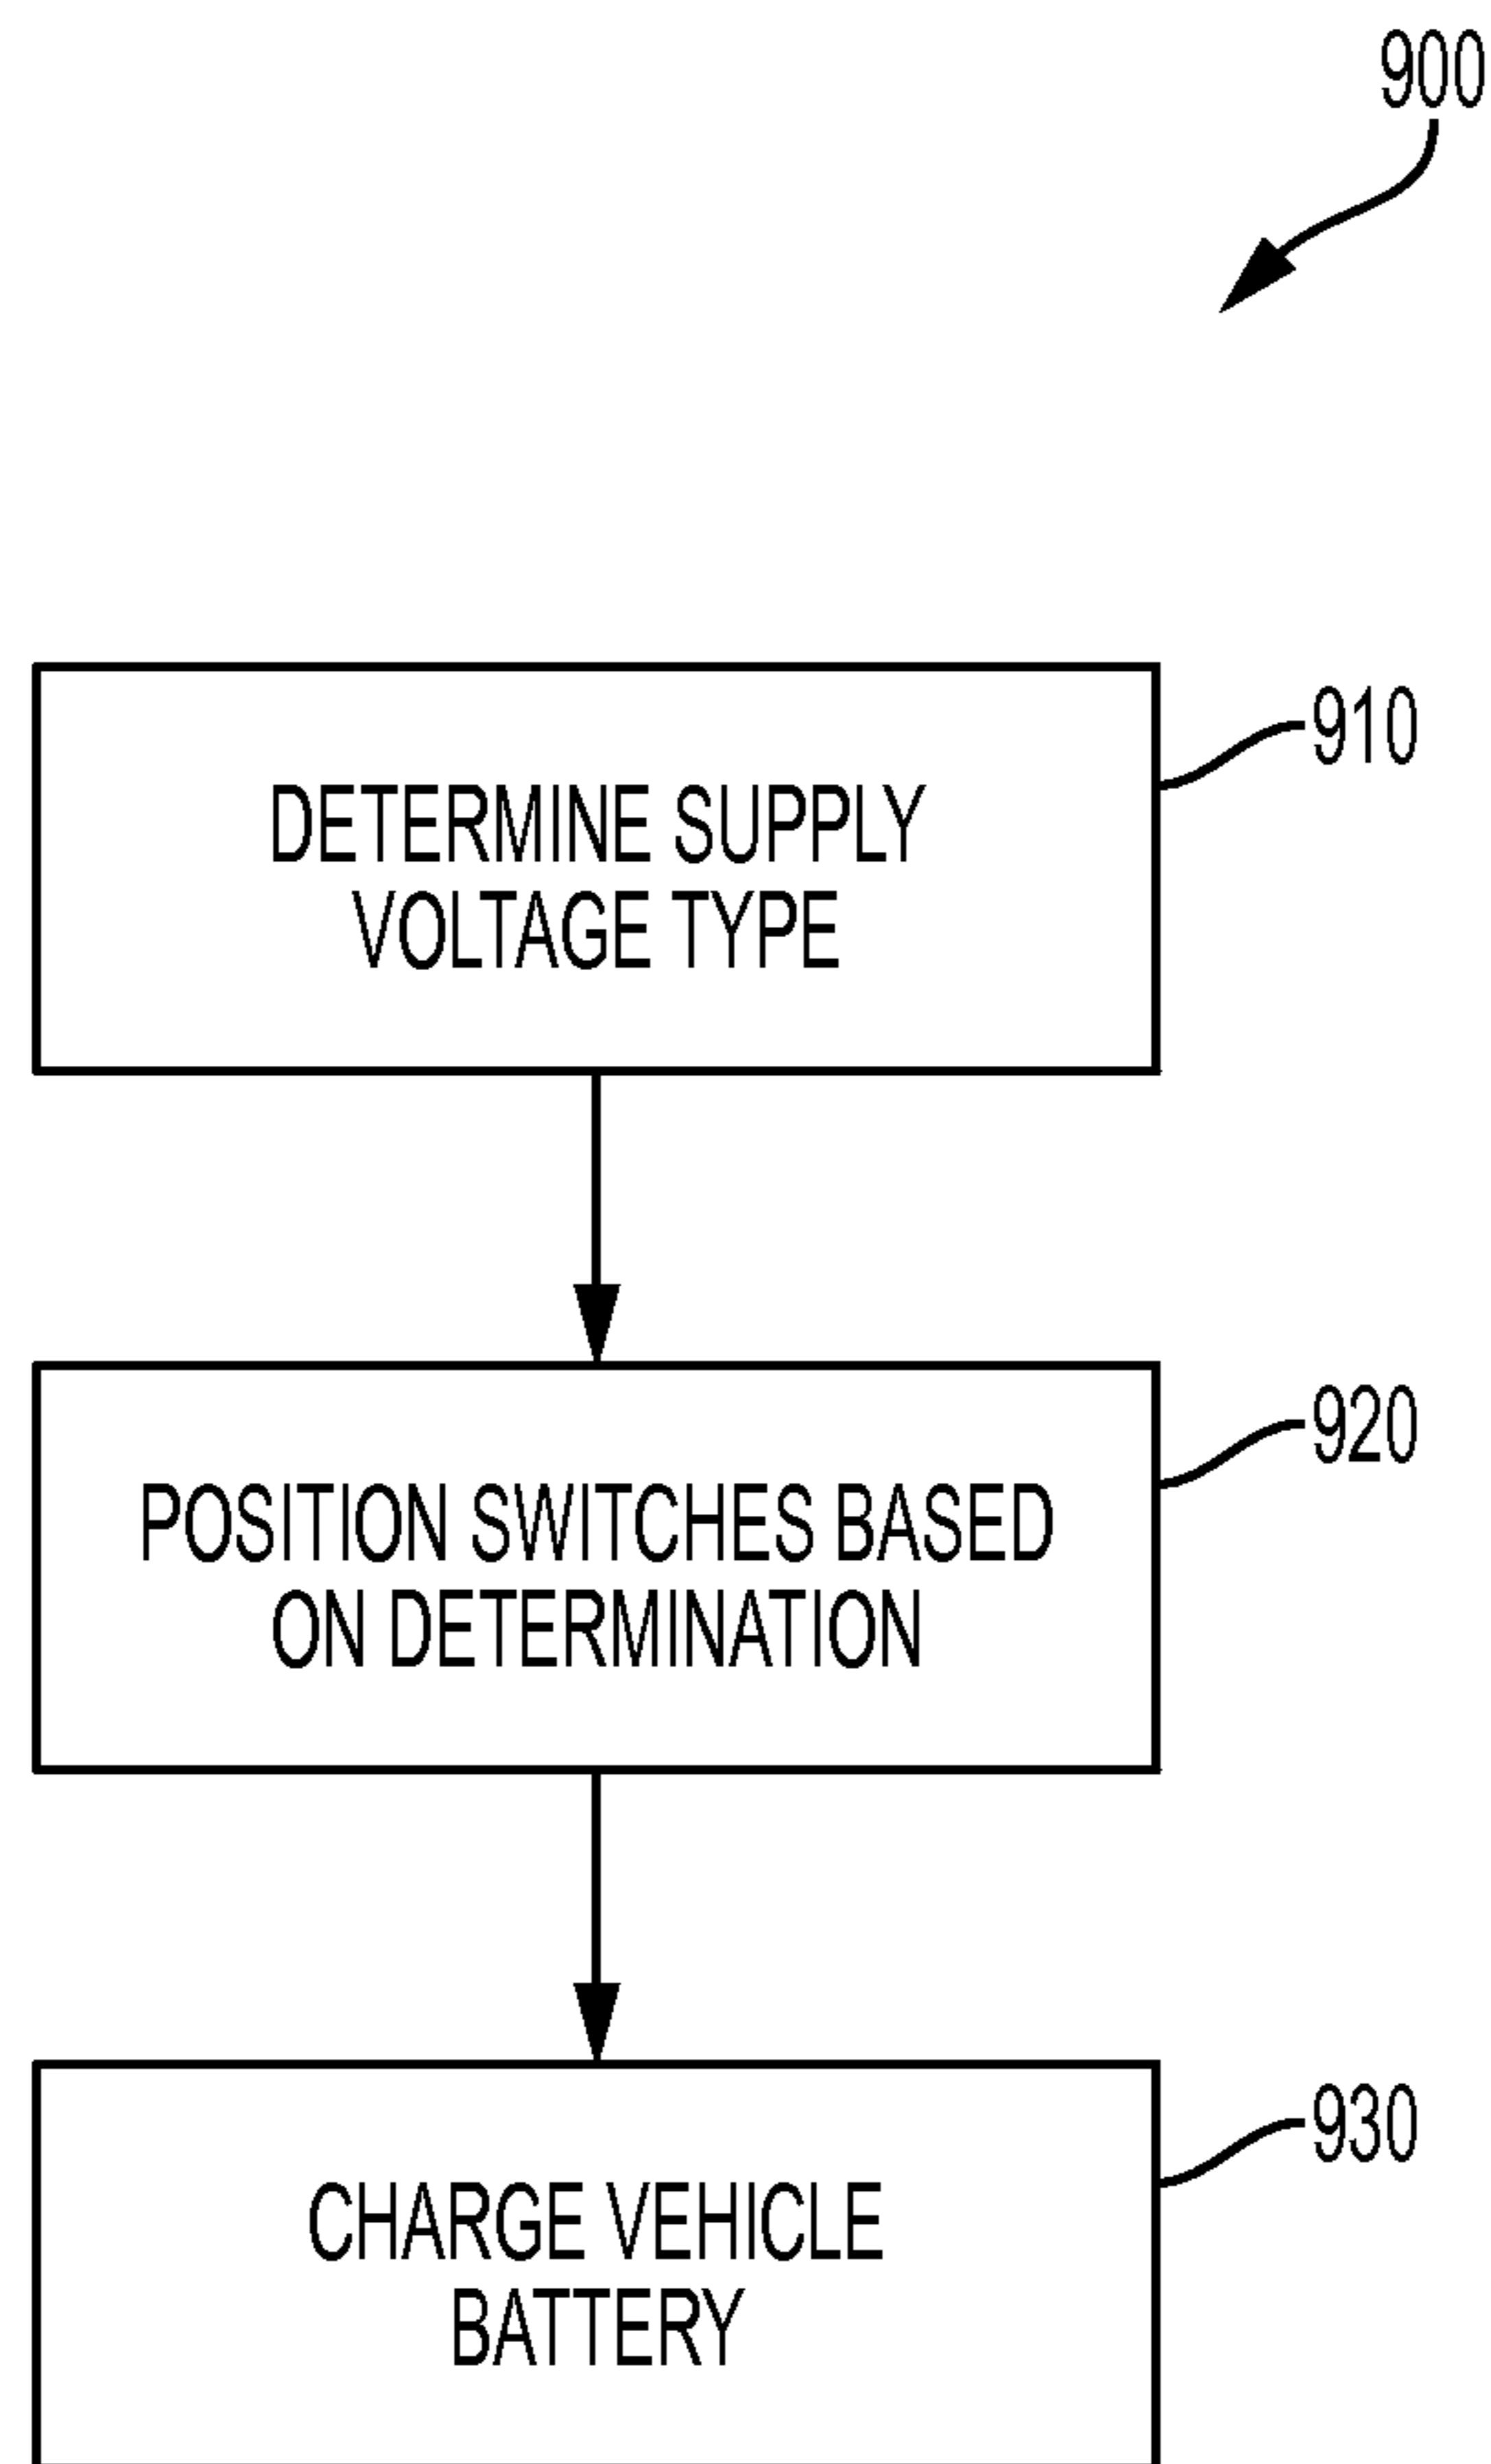 900
DETERMINE SUPPLY
VOLTAGE TYPE
910
POSITION SWITCHES BASED
ON DETERMINATION
920
CHARGE VEHICLE
BATTERY
930